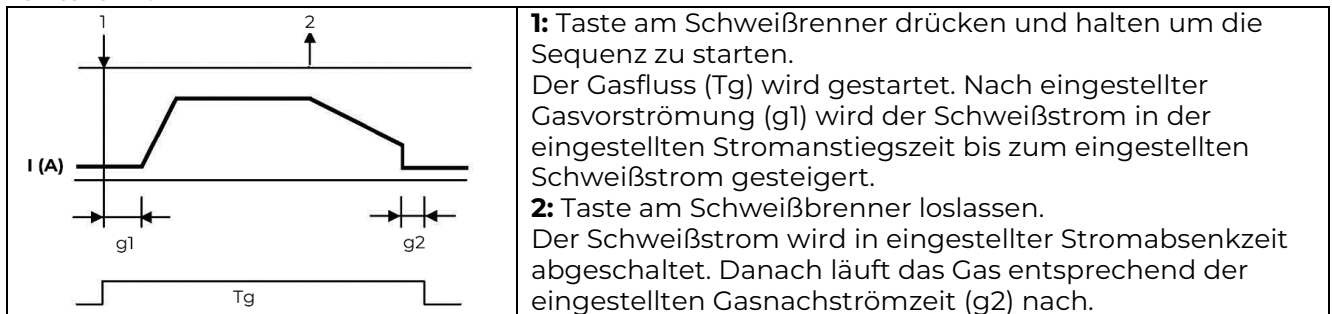 1
2
I (A)
g1
g2
Tg
1: Taste am Schweißrenner drücken und halten um die
Sequenz zu starten.
Der Gasfluss (Tg) wird gestartet. Nach eingestellter
Gasvorströmung (g1) wird der Schweißstrom in der
eingestellten Stromanstiegszeit bis zum eingestellten
Schweißstrom gesteigert.
2: Taste am Schweißbrenner loslassen.
Der Schweißstrom wird in eingestellter Stromabsenkzeit
abgeschaltet. Danach läuft das Gas entsprechend der
eingestellten Gasnachströmzeit (g2) nach.